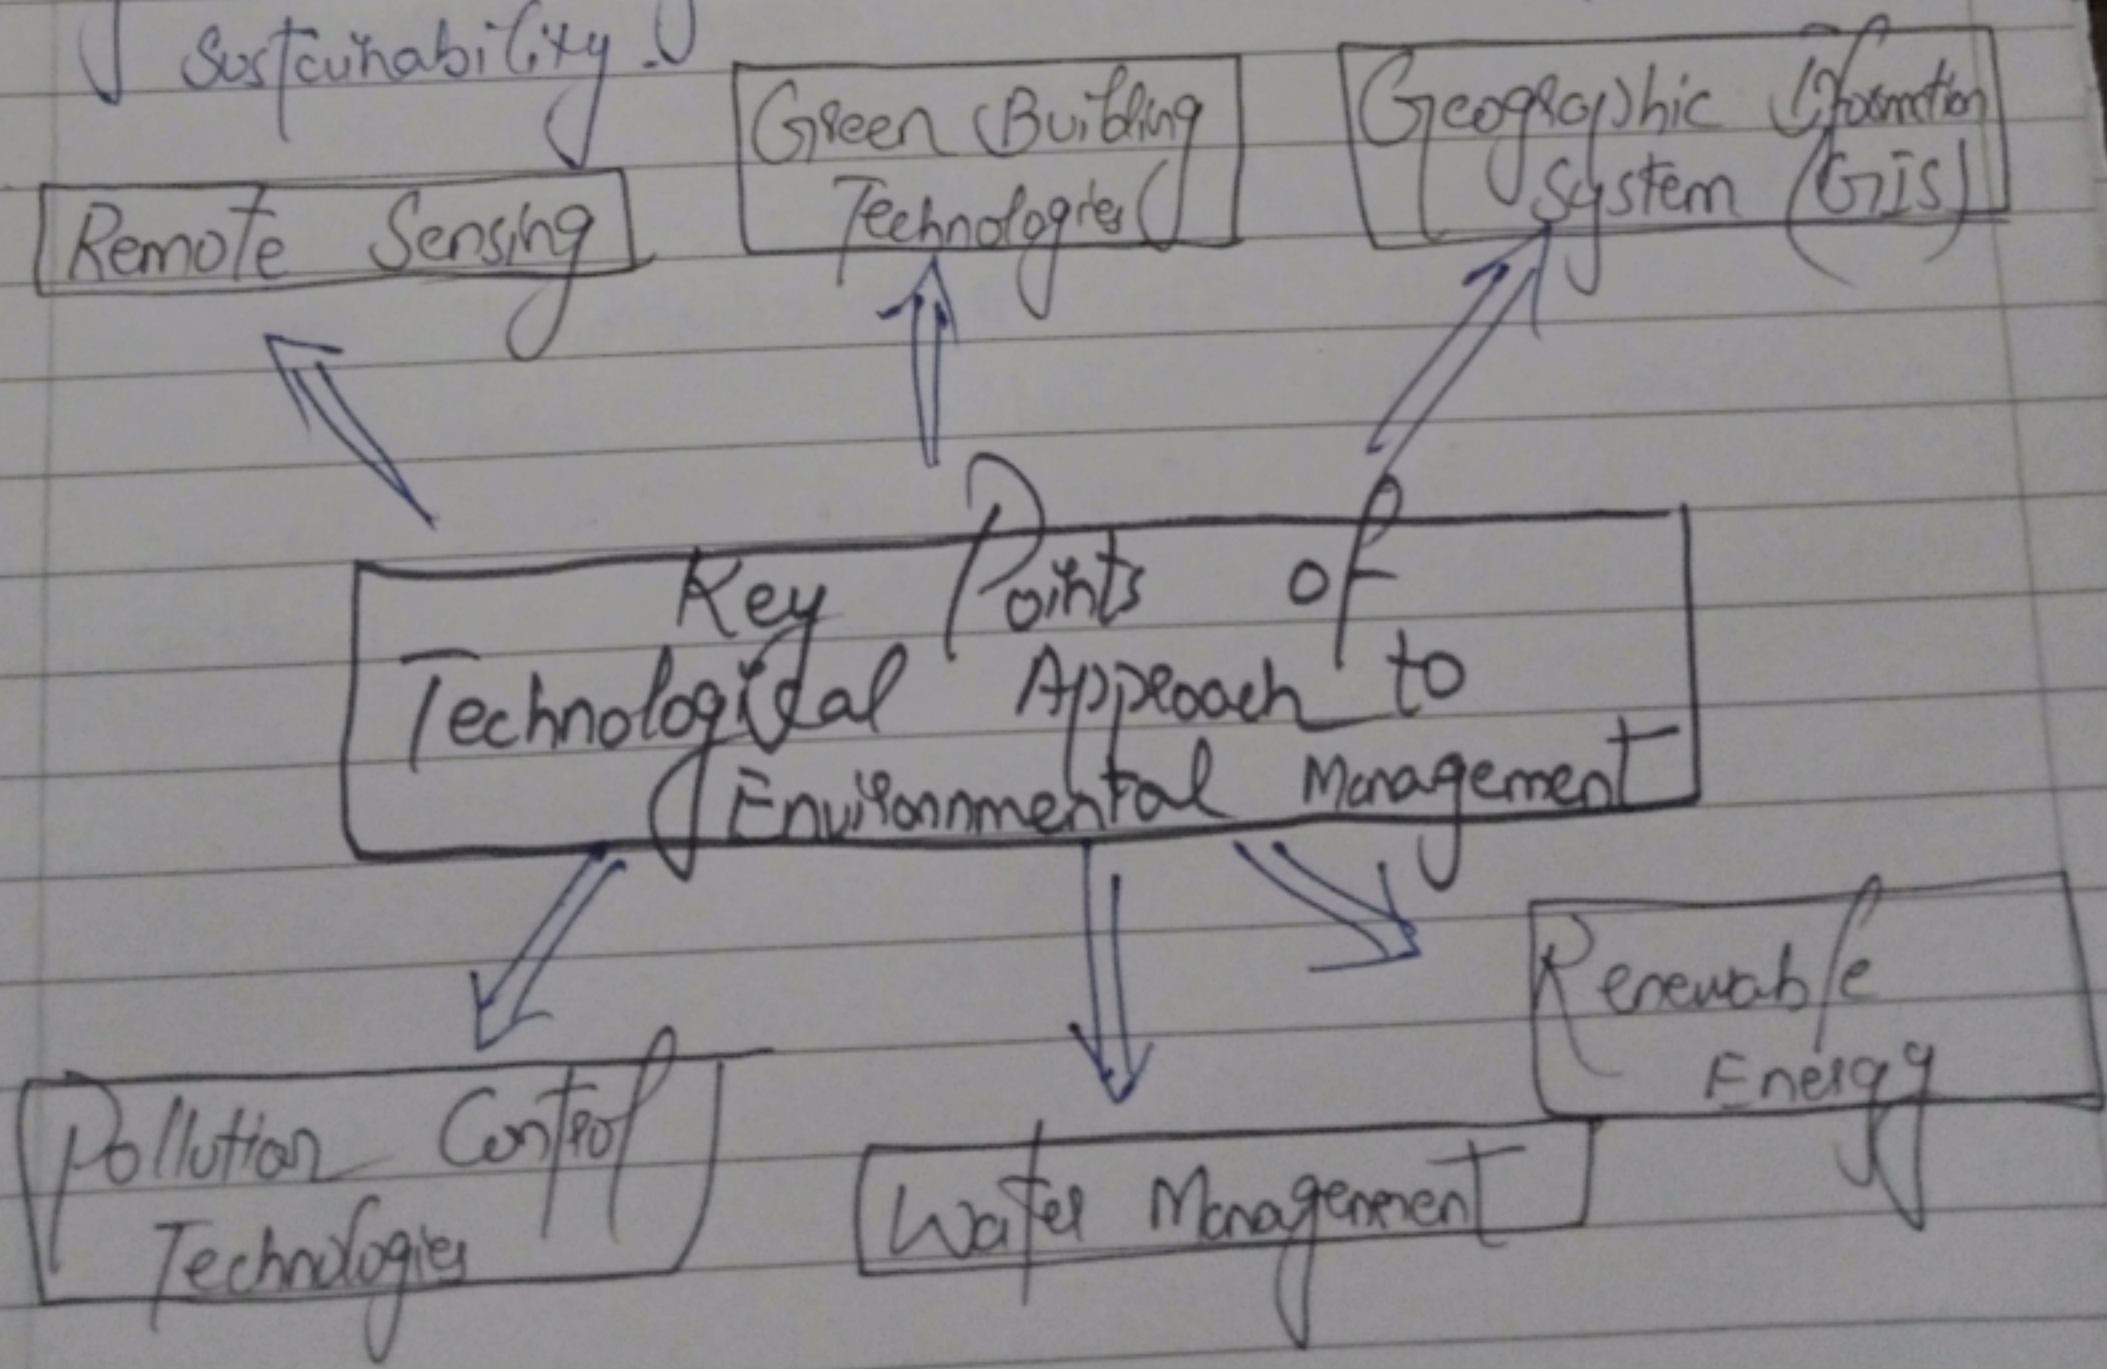 Sustainability.
Remote Sensing
Green Building
Technologies
Geographic Information
System (GIS)
Key Points of
Technological Approach to
Environmental Management
Pollution Control
Technologies
Water Management
Renewable
Energy